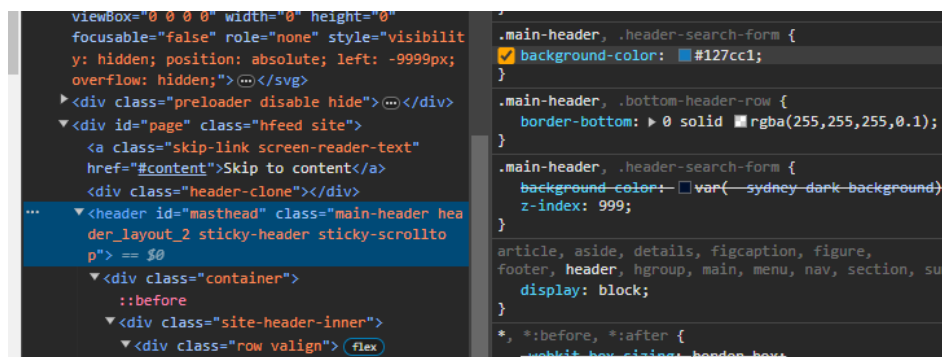 viewBox="0 0 0 0" width="0" height="0"
focusable="false" role="none" style="visibilit
y: hidden; position: absolute; left: -9999px;
overflow: hidden;"></svg>
<div class="preloader disable hide"></div>
<div id="page" class="hfeed site">
<a class="skip-link screen-reader-text"
href="#content">Skip to content</a>
<div class="header-clone"></div>
<header id="masthead" class="main-header hea
der_layout_2 sticky-header sticky-scrollto
p"> == $0
<div class="container">
::before
<div class="site-header-inner">
<div class="row valign"> flex
.main-header, .header-search-form {
background-color: #127cc1;
}
.main-header, .bottom-header-row {
border-bottom: 0 solid rgba(255,255,255,0.1);
}
.main-header, .header-search-form {
background-color: var(--sydney-dark-background)
z-index: 999;
}
article, aside, details, figcaption, figure,
footer, header, hgroup, main, menu, nav, section, su
display: block;
}
*, *:before, *:after {
-webkit-box-sizing: border-box;